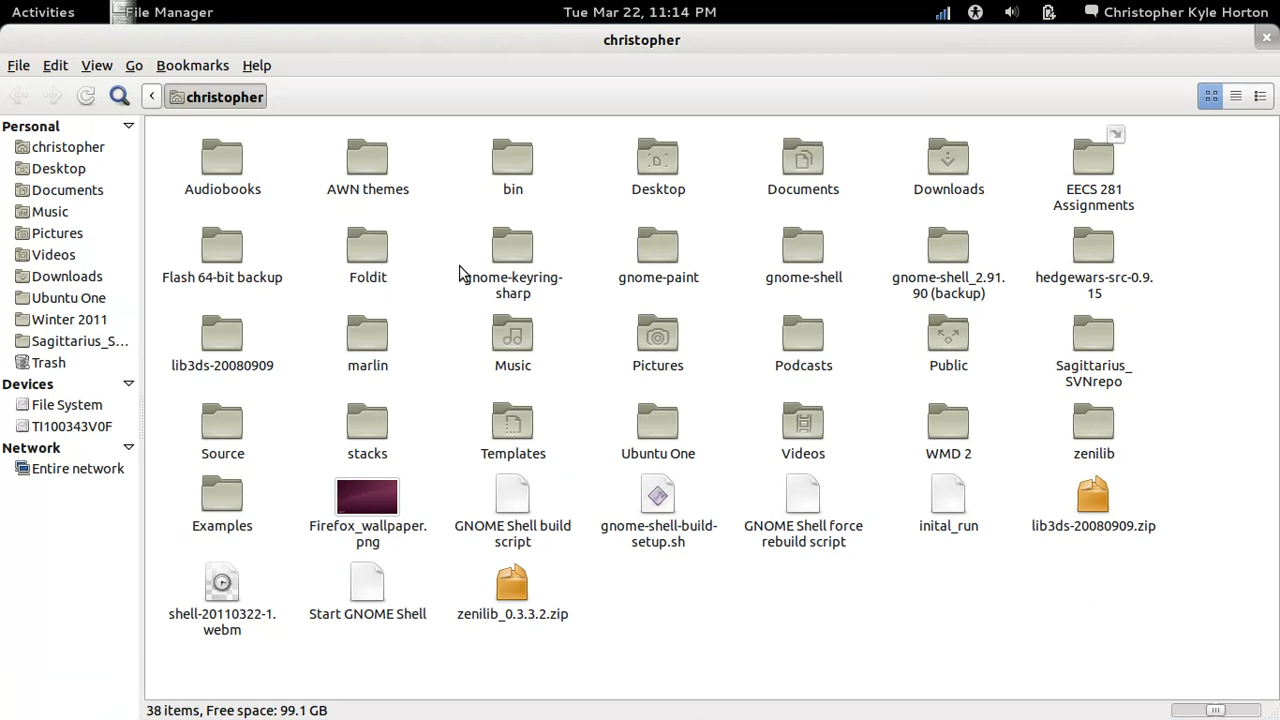 Activities File Manager Tue Mar 22, 11:14 PM Christopher Kyle Horton
christopher
File Edit View Go Bookmarks Help
christopher
Personal
christopher
Desktop
Documents
Music
Pictures
Videos
Downloads
Ubuntu One
Winter 2011
Sagittarius_S...
Trash
Devices
File System
TI100343V0F
Network
Entire network
Audiobooks AWN themes bin Desktop Documents Downloads EECS 281
Assignments
Flash 64-bit backup Foldit gnome-keyring- gnome-paint gnome-shell gnome-shell_2.91. hedgewars-src-0.9.
sharp 90 (backup) 15
lib3ds-20080909 marlin Music Pictures Podcasts Public Sagittarius_
SVNrepo
Source stacks Templates Ubuntu One Videos WMD 2 zenilib
Examples Firefox_wallpaper. GNOME Shell build gnome-shell-build- GNOME Shell force inital_run lib3ds-20080909.zip
png script setup.sh rebuild script
shell-20110322-1. Start GNOME Shell zenilib_0.3.3.2.zip
webm
38 items, Free space: 99.1 GB